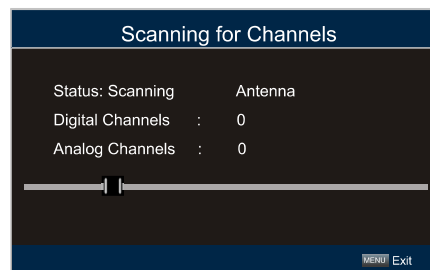 Scanning for Channels
Status: Scanning Antenna
Digital Channels : 0
Analog Channels : 0
MENU Exit